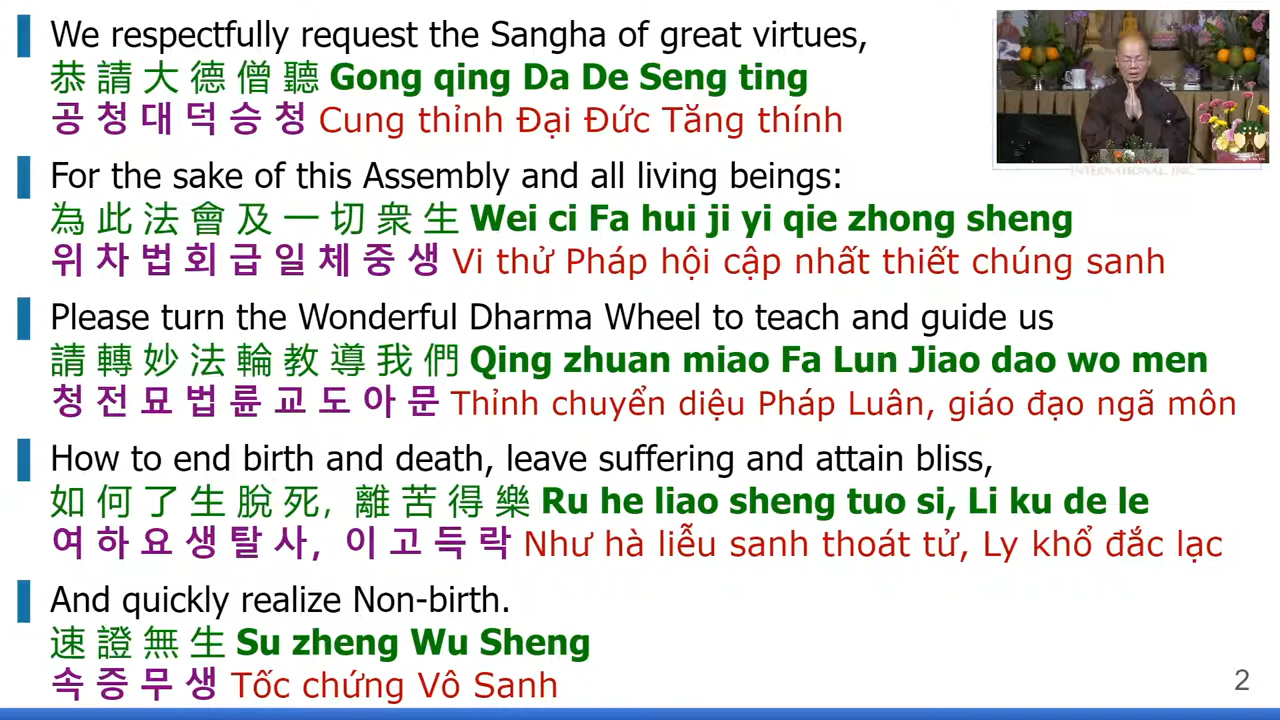 We respectfully request the Sangha of great virtues,
恭請大德僧聽 Gong qing Da De Seng ting
공청대덕승청 Cung thỉnh Đại Đức Tăng thính
For the sake of this Assembly and all living beings:
為此法會及一切衆生 Wei ci Fa hui ji yi qie zhong sheng
위차법회급일체중생 Vi thử Pháp hội cập nhất thiết chúng sanh
Please turn the Wonderful Dharma Wheel to teach and guide us
請轉妙法輪教導我們 Qing zhuan miao Fa Lun Jiao dao wo men
청전묘법륜교도아문 Thỉnh chuyển diệu Pháp Luân, giáo đạo ngã môn
How to end birth and death, leave suffering and attain bliss,
如何了生脫死, 離苦得樂 Ru he liao sheng tuo si, Li ku de le
여하요생탈사, 이고득락 Như hà liễu sanh thoát tử, Ly khổ đắc lạc
And quickly realize Non-birth.
速證無生 Su zheng Wu Sheng
속증무생 Tốc chứng Vô Sanh
2
INTERNATIONAL, INC